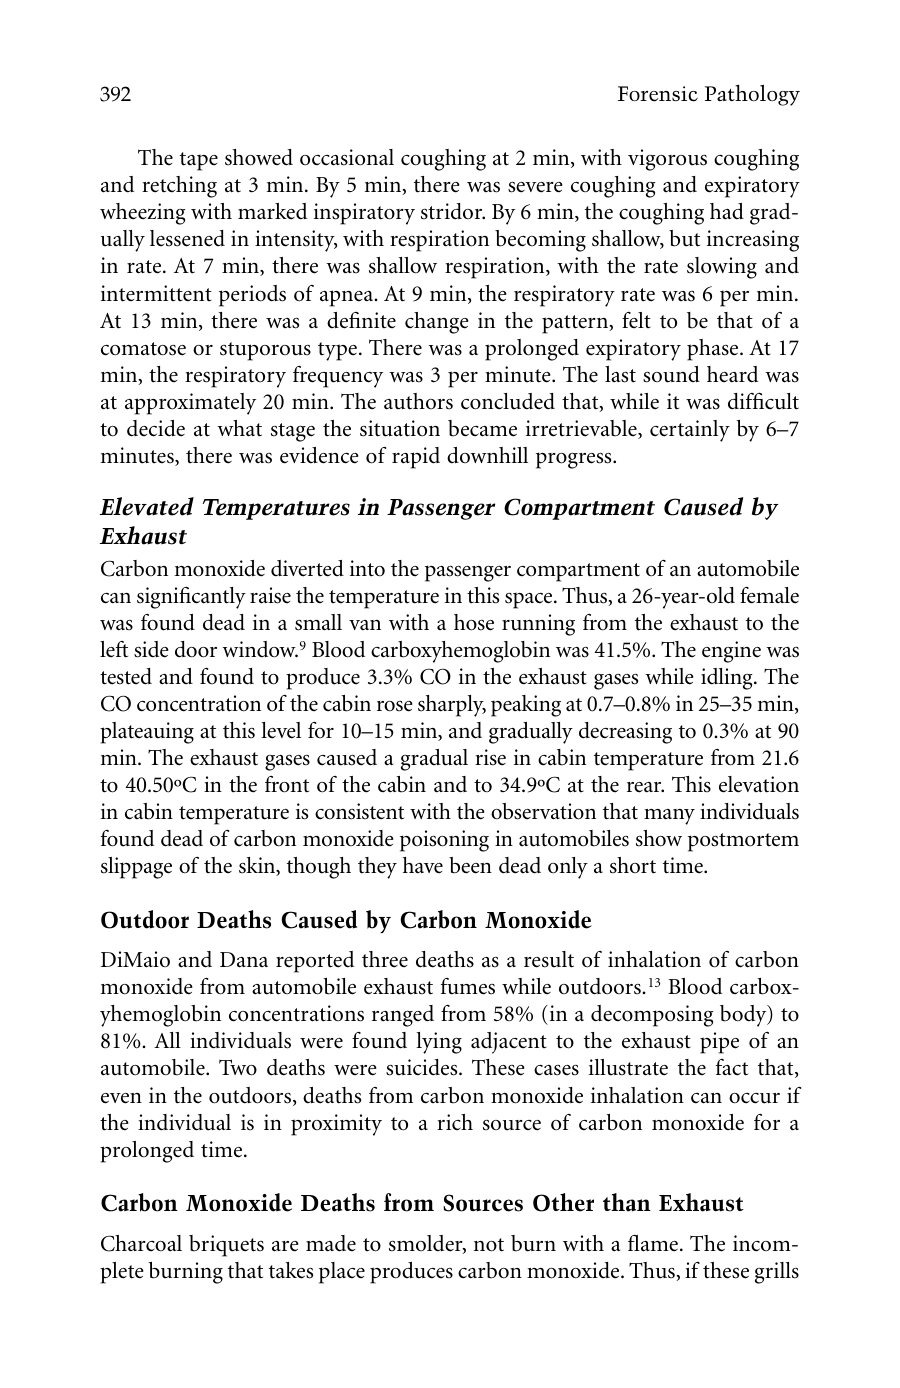 392 Forensic Pathology
The tape showed occasional coughing at 2 min, with vigorous coughing
and retching at 3 min. By 5 min, there was severe coughing and expiratory
wheezing with marked inspiratory stridor. By 6 min, the coughing had grad-
ually lessened in intensity, with respiration becoming shallow, but increasing
in rate. At 7 min, there was shallow respiration, with the rate slowing and
intermittent periods of apnea. At 9 min, the respiratory rate was 6 per min.
At 13 min, there was a definite change in the pattern, felt to be that of a
comatose or stuporous type. There was a prolonged expiratory phase. At 17
min, the respiratory frequency was 3 per minute. The last sound heard was
at approximately 20 min. The authors concluded that, while it was difficult
to decide at what stage the situation became irretrievable, certainly by 6–7
minutes, there was evidence of rapid downhill progress.
Elevated Temperatures in Passenger Compartment Caused by
Exhaust
Carbon monoxide diverted into the passenger compartment of an automobile
can significantly raise the temperature in this space. Thus, a 26-year-old female
was found dead in a small van with a hose running from the exhaust to the
left side door window.⁹ Blood carboxyhemoglobin was 41.5%. The engine was
tested and found to produce 3.3% CO in the exhaust gases while idling. The
CO concentration of the cabin rose sharply, peaking at 0.7–0.8% in 25–35 min,
plateauing at this level for 10–15 min, and gradually decreasing to 0.3% at 90
min. The exhaust gases caused a gradual rise in cabin temperature from 21.6
to 40.50ºC in the front of the cabin and to 34.9ºC at the rear. This elevation
in cabin temperature is consistent with the observation that many individuals
found dead of carbon monoxide poisoning in automobiles show postmortem
slippage of the skin, though they have been dead only a short time.
Outdoor Deaths Caused by Carbon Monoxide
DiMaio and Dana reported three deaths as a result of inhalation of carbon
monoxide from automobile exhaust fumes while outdoors.¹³ Blood carbox-
yhemoglobin concentrations ranged from 58% (in a decomposing body) to
81%. All individuals were found lying adjacent to the exhaust pipe of an
automobile. Two deaths were suicides. These cases illustrate the fact that,
even in the outdoors, deaths from carbon monoxide inhalation can occur if
the individual is in proximity to a rich source of carbon monoxide for a
prolonged time.
Carbon Monoxide Deaths from Sources Other than Exhaust
Charcoal briquets are made to smolder, not burn with a flame. The incom-
plete burning that takes place produces carbon monoxide. Thus, if these grills